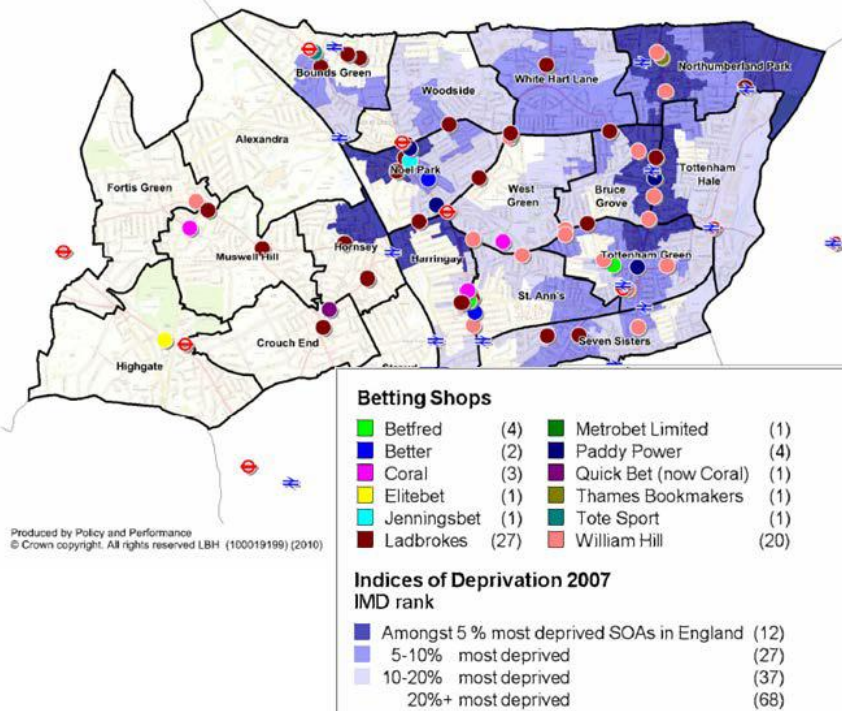 Bounds Green
White Hart Lane
Northumberland Park
Woodside
Alexandra
Noel Park
Fortis Green
West Green
Bruce Grove
Tottenham Hale
Muswell Hill
Hornsey
Harringay
Tottenham Green
St. Ann's
Crouch End
Seven Sisters
Highgate
Betting Shops
Betfred (4) Metrobet Limited (1)
Better (2) Paddy Power (4)
Coral (3) Quick Bet (now Coral) (1)
Elitebet (1) Thames Bookmakers (1)
Jenningsbet (1) Tote Sport (1)
Ladbrokes (27) William Hill (20)
Produced by Policy and Performance
© Crown copyright. All rights reserved LBH (100019199) (2010)
Indices of Deprivation 2007
IMD rank
Amongst 5 % most deprived SOAs in England (12)
5-10% most deprived (27)
10-20% most deprived (37)
20%+ most deprived (68)